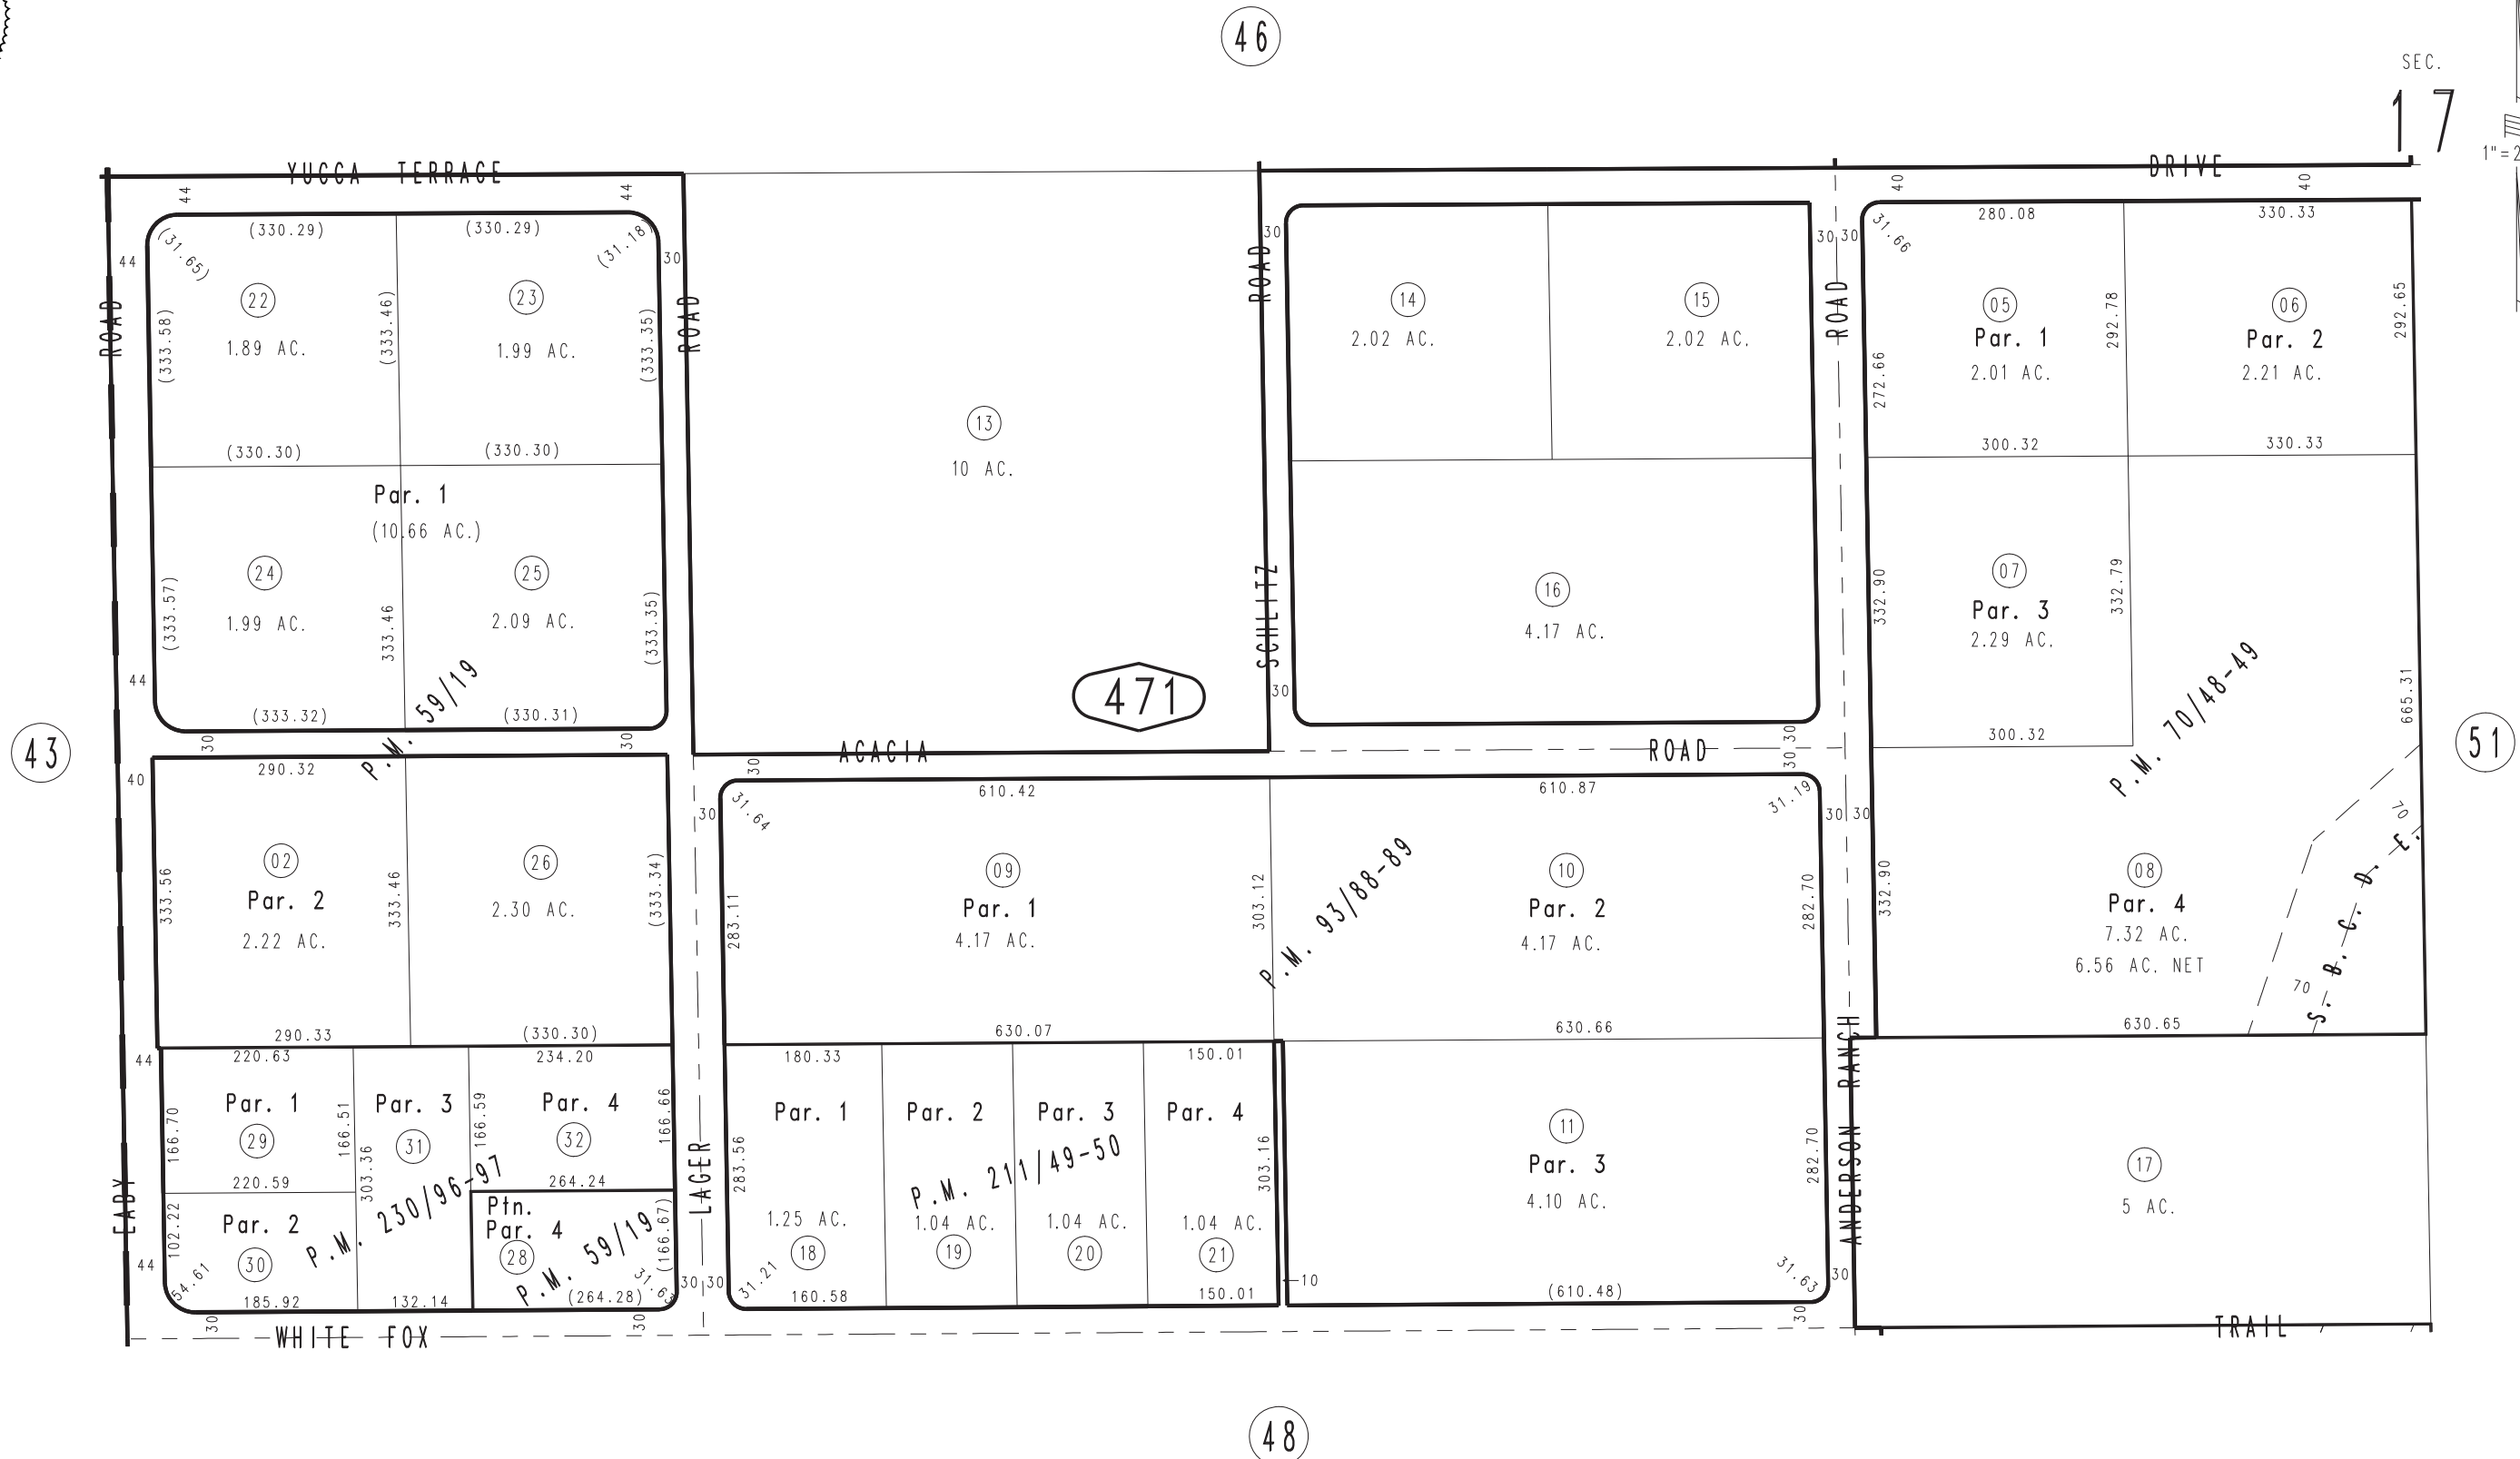 46
SEC.
17
1"=2
YUCCA TERRACE
DRIVE
44
44
40
40
(330.29)
(330.29)
280.08
330.33
(31.65)
(31.18)
31.66
44
30
30
30
30
ROAD
ROAD
ROAD
ROAD
22
1.89 AC.
(333.58)
(333.46)
23
1.99 AC.
(333.35)
13
10 AC.
14
2.02 AC.
15
2.02 AC.
05
Par. 1
2.01 AC.
272.66
292.78
06
Par. 2
2.21 AC.
292.65
(330.30)
(330.30)
300.32
330.33
Par. 1
(10.66 AC.)
24
1.99 AC.
(333.57)
333.46
25
2.09 AC.
(333.35)
SCHLITZ
16
4.17 AC.
332.90
07
Par. 3
2.29 AC.
332.79
44
P.M. 59/19
471
30
P.M. 70/48-49
665.31
(333.32)
(330.31)
300.32
43
30
30
ACACIA
ROAD
30
30
51
40
290.32
30
610.42
610.87
31.64
31.19
30
30
30
70
02
Par. 2
2.22 AC.
333.56
333.46
26
2.30 AC.
(333.34)
283.11
09
Par. 1
4.17 AC.
303.12
P.M. 93/88-89
10
Par. 2
4.17 AC.
282.70
332.90
08
Par. 4
7.32 AC.
6.56 AC. NET
70
S. B. C. D. E.
290.33
(330.30)
630.07
630.66
630.65
44
220.63
234.20
180.33
150.01
Par. 1
29
166.70
166.51
Par. 3
31
303.36
166.59
Par. 4
32
166.66
220.59
264.24
Par. 2
30
102.22
54.61
P.M. 230/96-97
Ptn.
Par. 4
28
P.M. 59/19
(166.67)
31.63
EADY
44
LAGER
Par. 1
Par. 2
Par. 3
Par. 4
283.56
P.M. 211/49-50
303.16
1.25 AC.
1.04 AC.
1.04 AC.
1.04 AC.
18
19
20
21
31.21
11
Par. 3
4.10 AC.
282.70
31.63
ANDERSON RANCH
17
5 AC.
30
30
10
30
185.92
132.14
(264.28)
160.58
150.01
(610.48)
30
30
30
WHITE FOX
TRAIL
48